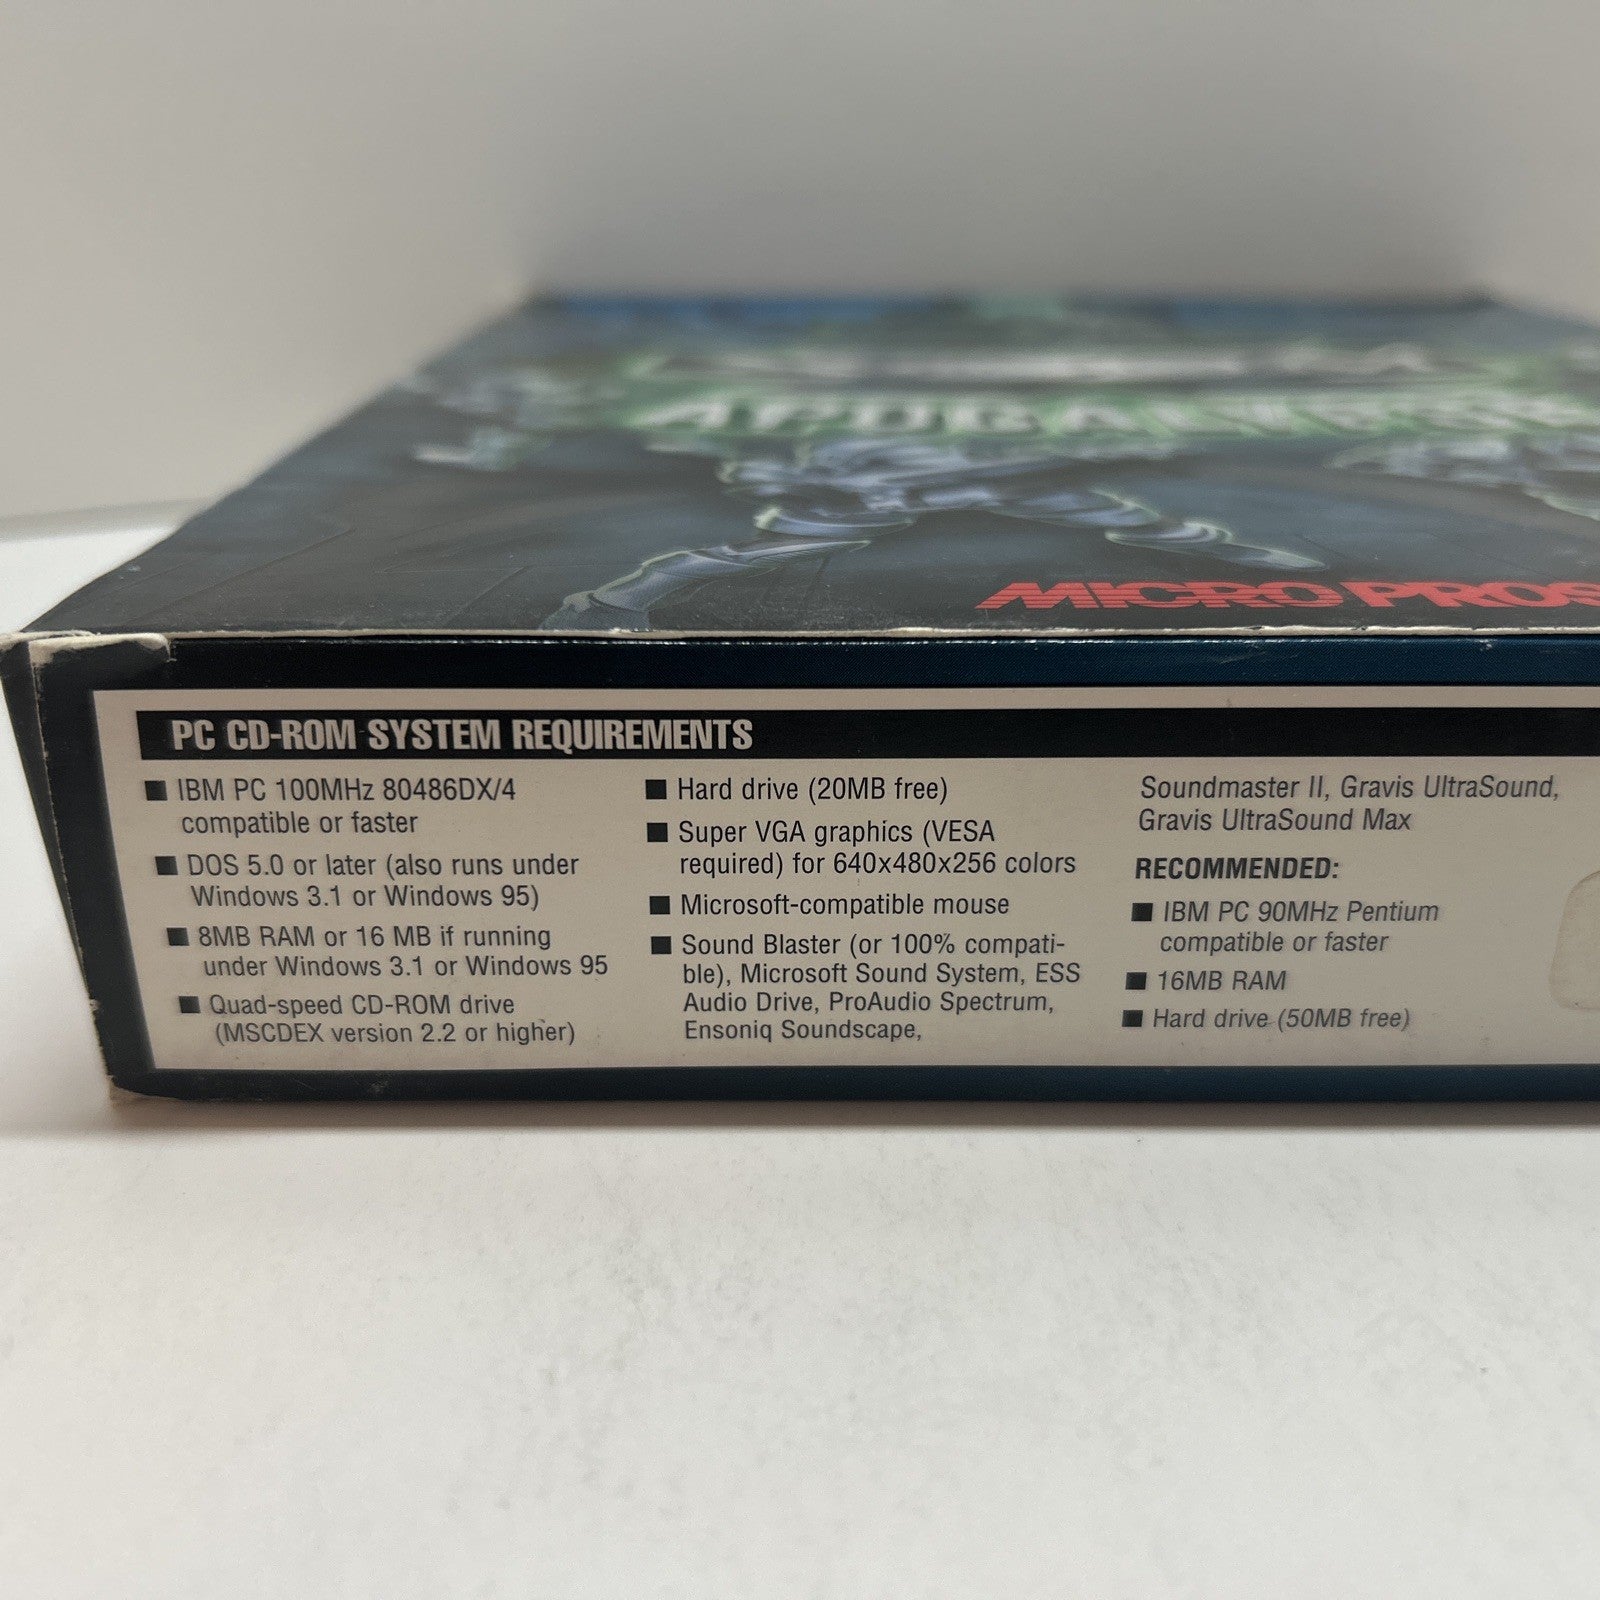 APOCALYPSE
MICRO PROS
PC CD-ROM SYSTEM REQUIREMENTS
■ IBM PC 100MHz 80486DX/4
compatible or faster
■ DOS 5.0 or later (also runs under
Windows 3.1 or Windows 95)
■ 8MB RAM or 16 MB if running
under Windows 3.1 or Windows 95
■ Quad-speed CD-ROM drive
(MSCDEX version 2.2 or higher)
■ Hard drive (20MB free)
■ Super VGA graphics (VESA
required) for 640x480x256 colors
■ Microsoft-compatible mouse
■ Sound Blaster (or 100% compati-
ble), Microsoft Sound System, ESS
Audio Drive, ProAudio Spectrum,
Ensoniq Soundscape,
Soundmaster II, Gravis UltraSound,
Gravis UltraSound Max
RECOMMENDED:
■ IBM PC 90MHz Pentium
compatible or faster
■ 16MB RAM
■ Hard drive (50MB free)